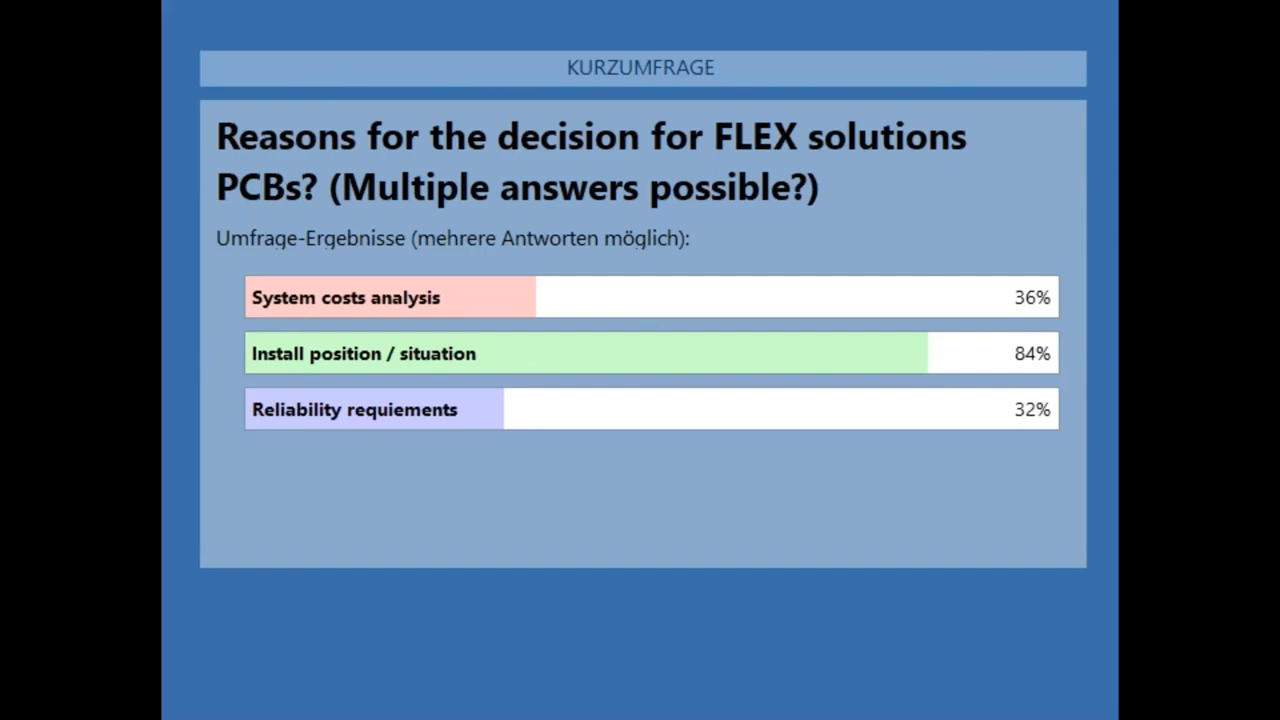 KURZUMFRAGE
Reasons for the decision for FLEX solutions
PCBs? (Multiple answers possible?)
Umfrage-Ergebnisse (mehrere Antworten möglich):
System costs analysis 36%
Install position / situation 84%
Reliability requiements 32%